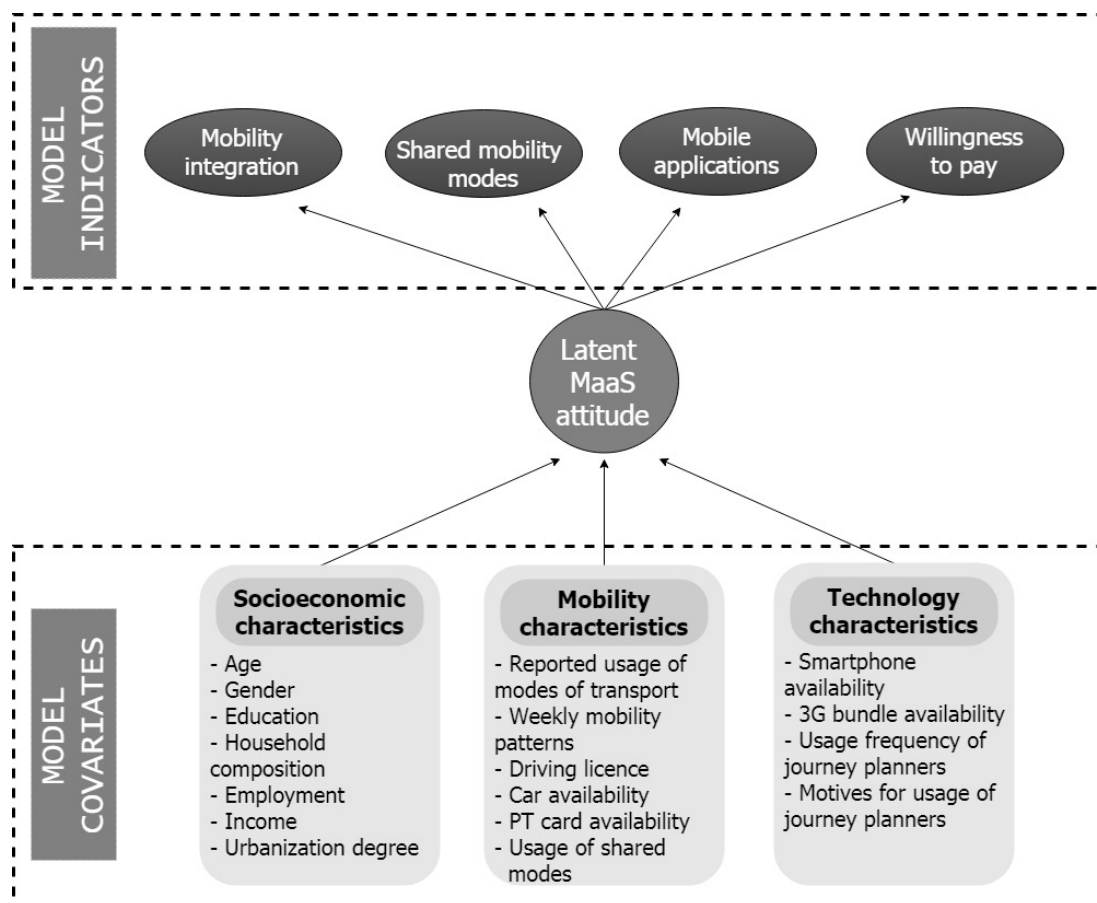 MODEL
INDICATORS
Mobility
integration
Shared mobility
modes
Mobile
applications
Willingness
to pay
Latent
MaaS
attitude
MODEL
COVARIATES
Socioeconomic
characteristics
- Age
- Gender
- Education
- Household
composition
- Employment
- Income
- Urbanization degree
Mobility
characteristics
- Reported usage of
modes of transport
- Weekly mobility
patterns
- Driving licence
- Car availability
- PT card availability
- Usage of shared
modes
Technology
characteristics
- Smartphone
availability
- 3G bundle availability
- Usage frequency of
journey planners
- Motives for usage of
journey planners